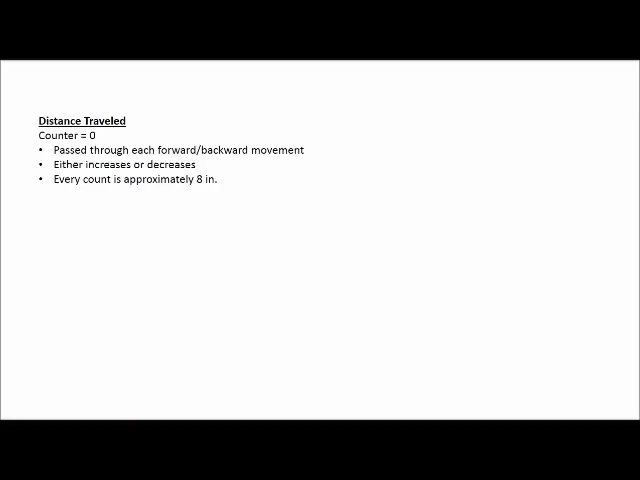 Distance Traveled
Counter = 0
• Passed through each forward/backward movement
• Either increases or decreases
• Every count is approximately 8 in.